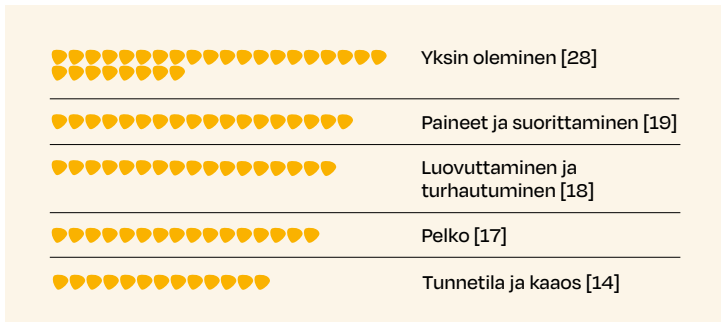 Yksin oleminen [28]
Paineet ja suorittaminen [19]
Luovuttaminen ja
turhautuminen [18]
Pelko [17]
Tunnetila ja kaaos [14]